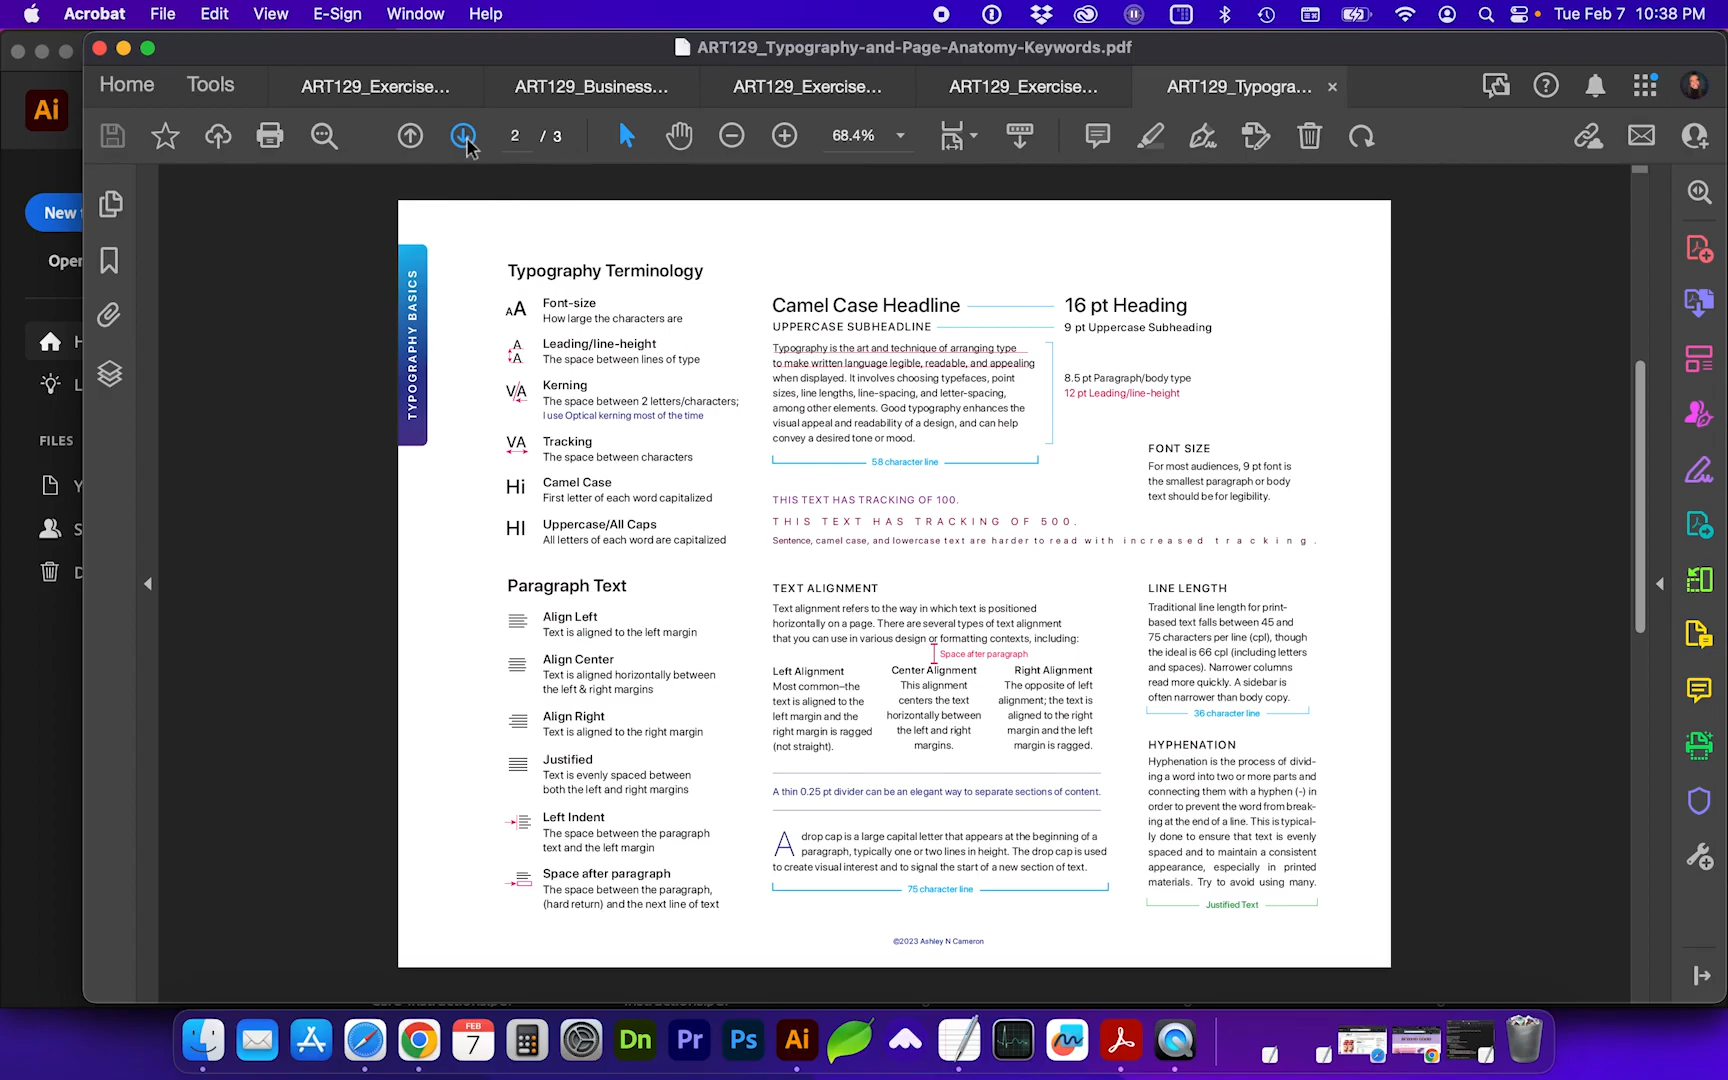 Acrobat File Edit View E-Sign Window Help Tue Feb 7 10:38 PM
ART129_Typography-and-Page-Anatomy-Keywords.pdf
Home Tools ART129_Exercise... ART129_Business... ART129_Exercise... ART129_Exercise... ART129_Typogra... ×
2 / 3 68.4%
Ai
New
Open
FILES
TYPOGRAPHY BASICS
Typography Terminology
AA Font-size
How large the characters are
A Leading/line-height
A The space between lines of type
VA Kerning
The space between 2 letters/characters;
I use Optical kerning most of the time
VA Tracking
The space between characters
Hi Camel Case
First letter of each word capitalized
HI Uppercase/All Caps
All letters of each word are capitalized
Paragraph Text
Align Left
Text is aligned to the left margin
Align Center
Text is aligned horizontally between
the left & right margins
Align Right
Text is aligned to the right margin
Justified
Text is evenly spaced between
both the left and right margins
Left Indent
The space between the paragraph
text and the left margin
Space after paragraph
The space between the paragraph,
(hard return) and the next line of text
Camel Case Headline 16 pt Heading
UPPERCASE SUBHEADLINE 9 pt Uppercase Subheading
Typography is the art and technique of arranging type
to make written language legible, readable, and appealing
when displayed. It involves choosing typefaces, point
sizes, line lengths, line-spacing, and letter-spacing,
among other elements. Good typography enhances the
visual appeal and readability of a design, and can help
convey a desired tone or mood.
8.5 pt Paragraph/body type
12 pt Leading/line-height
58 character line
FONT SIZE
For most audiences, 9 pt font is
the smallest paragraph or body
text should be for legibility.
THIS TEXT HAS TRACKING OF 100.
THIS TEXT HAS TRACKING OF 500.
Sentence, camel case, and lowercase text are harder to read with increased tracking.
TEXT ALIGNMENT
Text alignment refers to the way in which text is positioned
horizontally on a page. There are several types of text alignment
that you can use in various design or formatting contexts, including:
Space after paragraph
Left Alignment
Most common–the
text is aligned to the
left margin and the
right margin is ragged
(not straight).
Center Alignment
This alignment
centers the text
horizontally between
the left and right
margins.
Right Alignment
The opposite of left
alignment; the text is
aligned to the right
margin and the left
margin is ragged.
A thin 0.25 pt divider can be an elegant way to separate sections of content.
A drop cap is a large capital letter that appears at the beginning of a
paragraph, typically one or two lines in height. The drop cap is used
to create visual interest and to signal the start of a new section of text.
75 character line
LINE LENGTH
Traditional line length for print-
based text falls between 45 and
75 characters per line (cpl), though
the ideal is 66 cpl (including letters
and spaces). Narrower columns
read more quickly. A sidebar is
often narrower than body copy.
36 character line
HYPHENATION
Hyphenation is the process of divid-
ing a word into two or more parts and
connecting them with a hyphen (-) in
order to prevent the word from break-
ing at the end of a line. This is typical-
ly done to ensure that text is evenly
spaced and to maintain a consistent
appearance, especially in printed
materials. Try to avoid using many.
Justified Text
©2023 Ashley N Cameron
FEB
7 Dn Pr Ps Ai